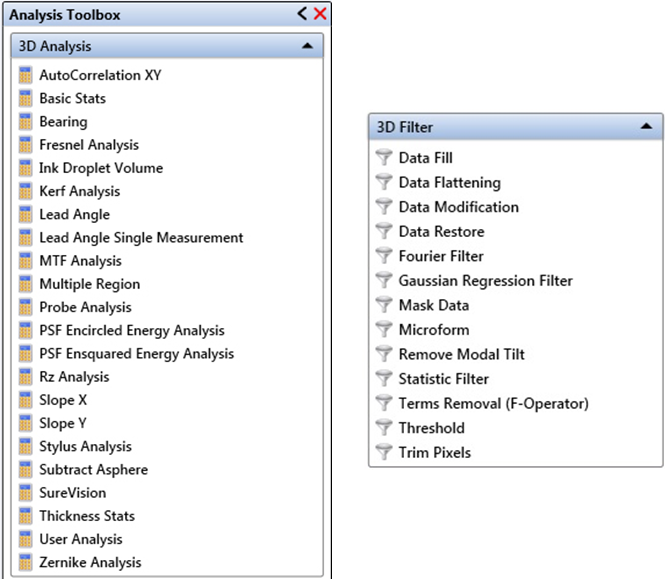 Analysis Toolbox
3D Analysis
AutoCorrelation XY
Basic Stats
Bearing
Fresnel Analysis
Ink Droplet Volume
Kerf Analysis
Lead Angle
Lead Angle Single Measurement
MTF Analysis
Multiple Region
Probe Analysis
PSF Encircled Energy Analysis
PSF Ensquared Energy Analysis
Rz Analysis
Slope X
Slope Y
Stylus Analysis
Subtract Asphere
SureVision
Thickness Stats
User Analysis
Zernike Analysis
3D Filter
Data Fill
Data Flattening
Data Modification
Data Restore
Fourier Filter
Gaussian Regression Filter
Mask Data
Microform
Remove Modal Tilt
Statistic Filter
Terms Removal (F-Operator)
Threshold
Trim Pixels